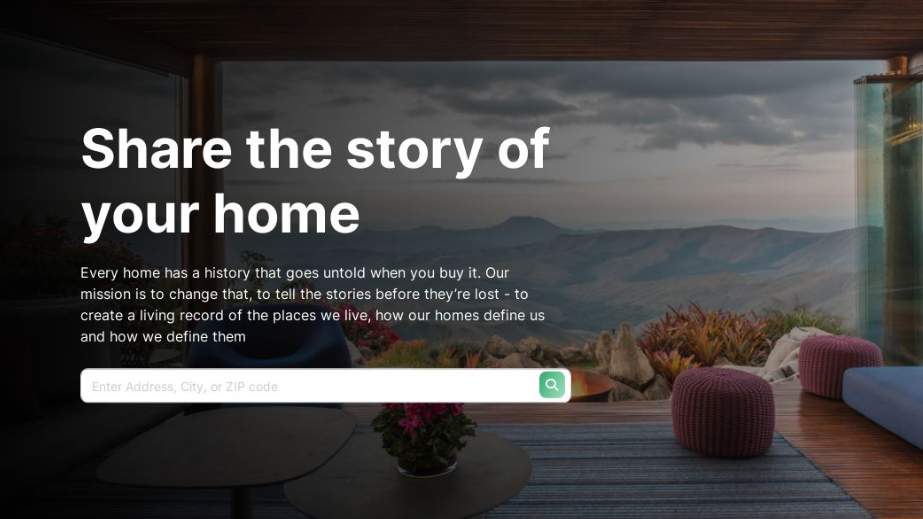 Share the story of
your home
Every home has a history that goes untold when you buy it. Our
mission is to change that, to tell the stories before they’re lost - to
create a living record of the places we live, how our homes define us
and how we define them
Enter Address, City, or ZIP code